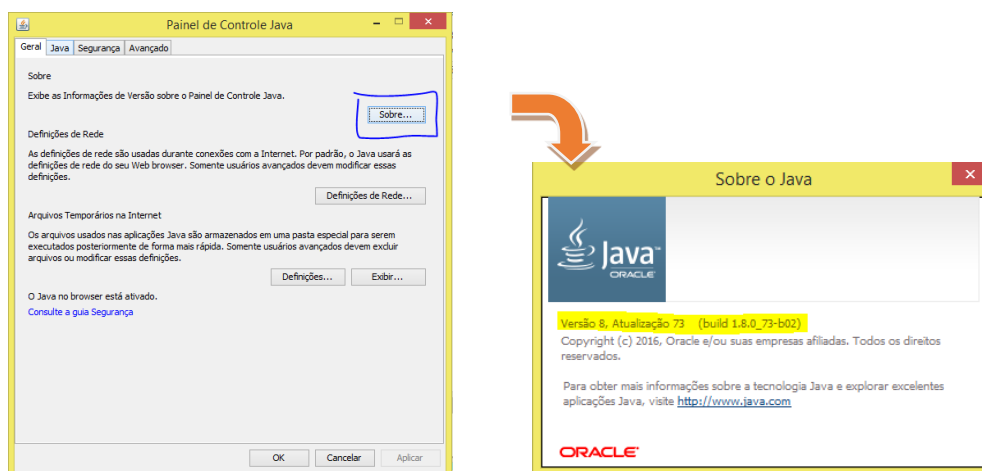 Painel de Controle Java
Geral Java Segurança Avançado
Sobre
Exibe as Informações de Versão sobre o Painel de Controle Java.
Sobre...
Definições de Rede
As definições de rede são usadas durante conexões com a Internet. Por padrão, o Java usará as
definições de rede do seu Web browser. Somente usuários avançados devem modificar essas
definições.
Definições de Rede...
Arquivos Temporários na Internet
Os arquivos usados nas aplicações Java são armazenados em uma pasta especial para serem
executados posteriormente de forma mais rápida. Somente usuários avançados devem excluir
arquivos ou modificar essas definições.
Definições... Exibir...
O Java no browser está ativado.
Consulte a guia Segurança
OK Cancelar Aplicar
Sobre o Java
Java™
ORACLE
Versão 8, Atualização 73 (build 1.8.0_73-b02)
Copyright (c) 2016, Oracle e/ou suas empresas afiliadas. Todos os direitos
reservados.
Para obter mais informações sobre a tecnologia Java e explorar excelentes
aplicações Java, visite http://www.java.com
ORACLE